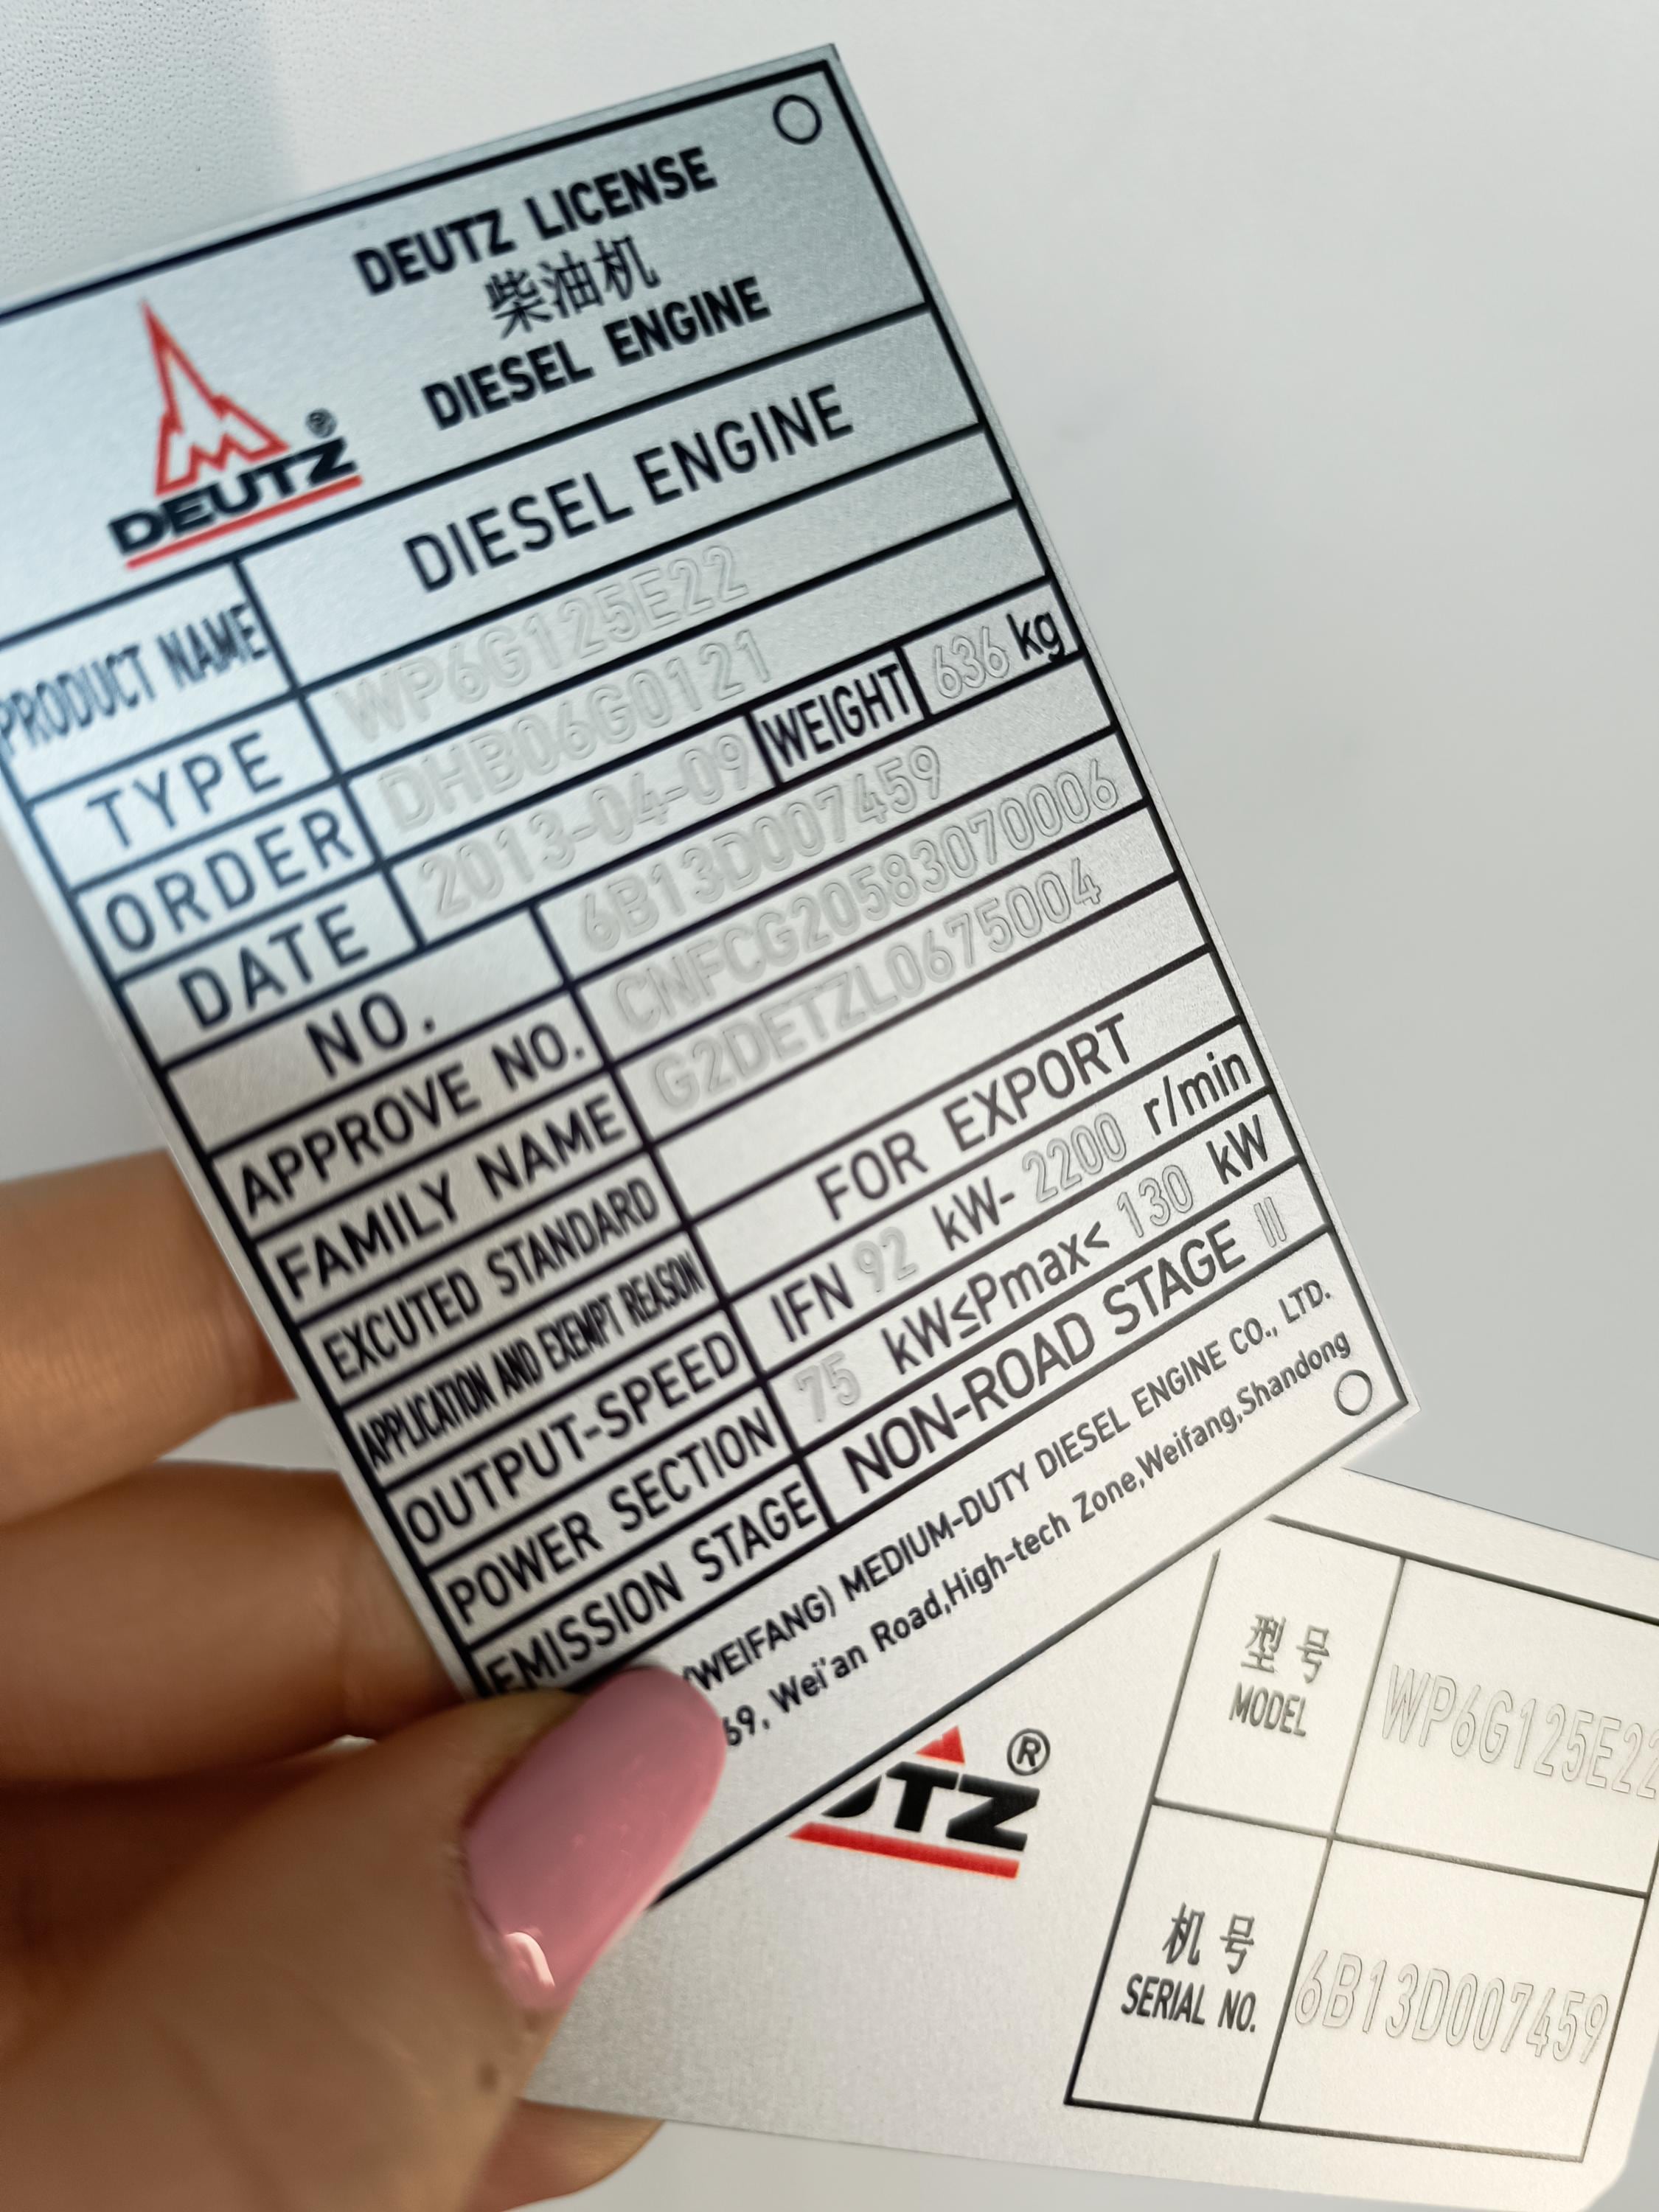 DEUTZ LICENSE
柴油机
DIESEL ENGINE
DEUTZ®
PRODUCT NAME DIESEL ENGINE
TYPE WP6G125E22
ORDER DHB06G0121
DATE 2013-04-09 WEIGHT 636 kg
NO. 6B13D007459
APPROVE NO. CNFCG20583070006
FAMILY NAME G2DETZL0675004
EXCUTED STANDARD
APPLICATION AND EXEMPT REASON FOR EXPORT
OUTPUT-SPEED IFN 92 kW- 2200 r/min
POWER SECTION 75 kW≤Pmax< 130 kW
EMISSION STAGE NON-ROAD STAGE II
(WEIFANG) MEDIUM-DUTY DIESEL ENGINE CO., LTD.
69, Wei'an Road,High-tech Zone,Weifang,Shandong
UTZ®
型号
MODEL WP6G125E22
机号
SERIAL NO. 6B13D007459